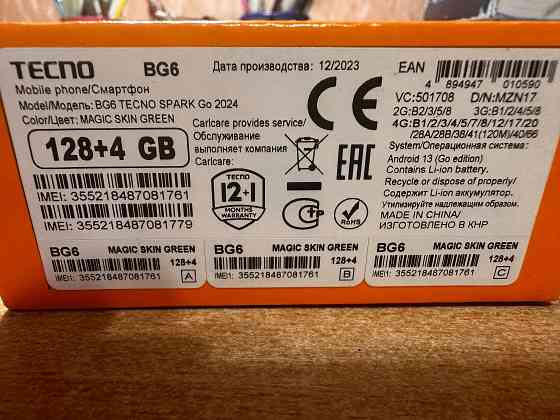 TECNO BG6 Дата производства: 12/2023 EAN
4 894947 010590
Mobile phone/Смартфон
Model/Модель: BG6 TECNO SPARK Go 2024
Color/Цвет: MAGIC SKIN GREEN
128+4 GB
IMEI: 355218487081761
IMEI: 355218487081779
Carlcare provides service/
Обслуживание
выполняет компания
Carlcare:
TECNO
12+1
MONTHS
WARRANTY
CE
EAC
РСТ
RoHS
VC:501708 D/N:MZN17
2G:B2/3/5/8 3G:B1/2/4/5/8
4G:B1/2/3/4/5/7/8/12/17/20
/28A/28B/38/41(120M)/40/66
System/Операционная система:
Android 13 (Go edition)
Contains Li-ion battery.
Recycle or dispose of properly/
Содержит Li-ion аккумулятор.
Утилизируйте надлежащим образом.
MADE IN CHINA/
ИЗГОТОВЛЕНО В КНР
BG6 MAGIC SKIN GREEN
128+4
IMEI1: 355218487081761 A
BG6 MAGIC SKIN GREEN
128+4
IMEI1: 355218487081761 B
BG6 MAGIC SKIN GREEN
128+4
IMEI1: 355218487081761 C